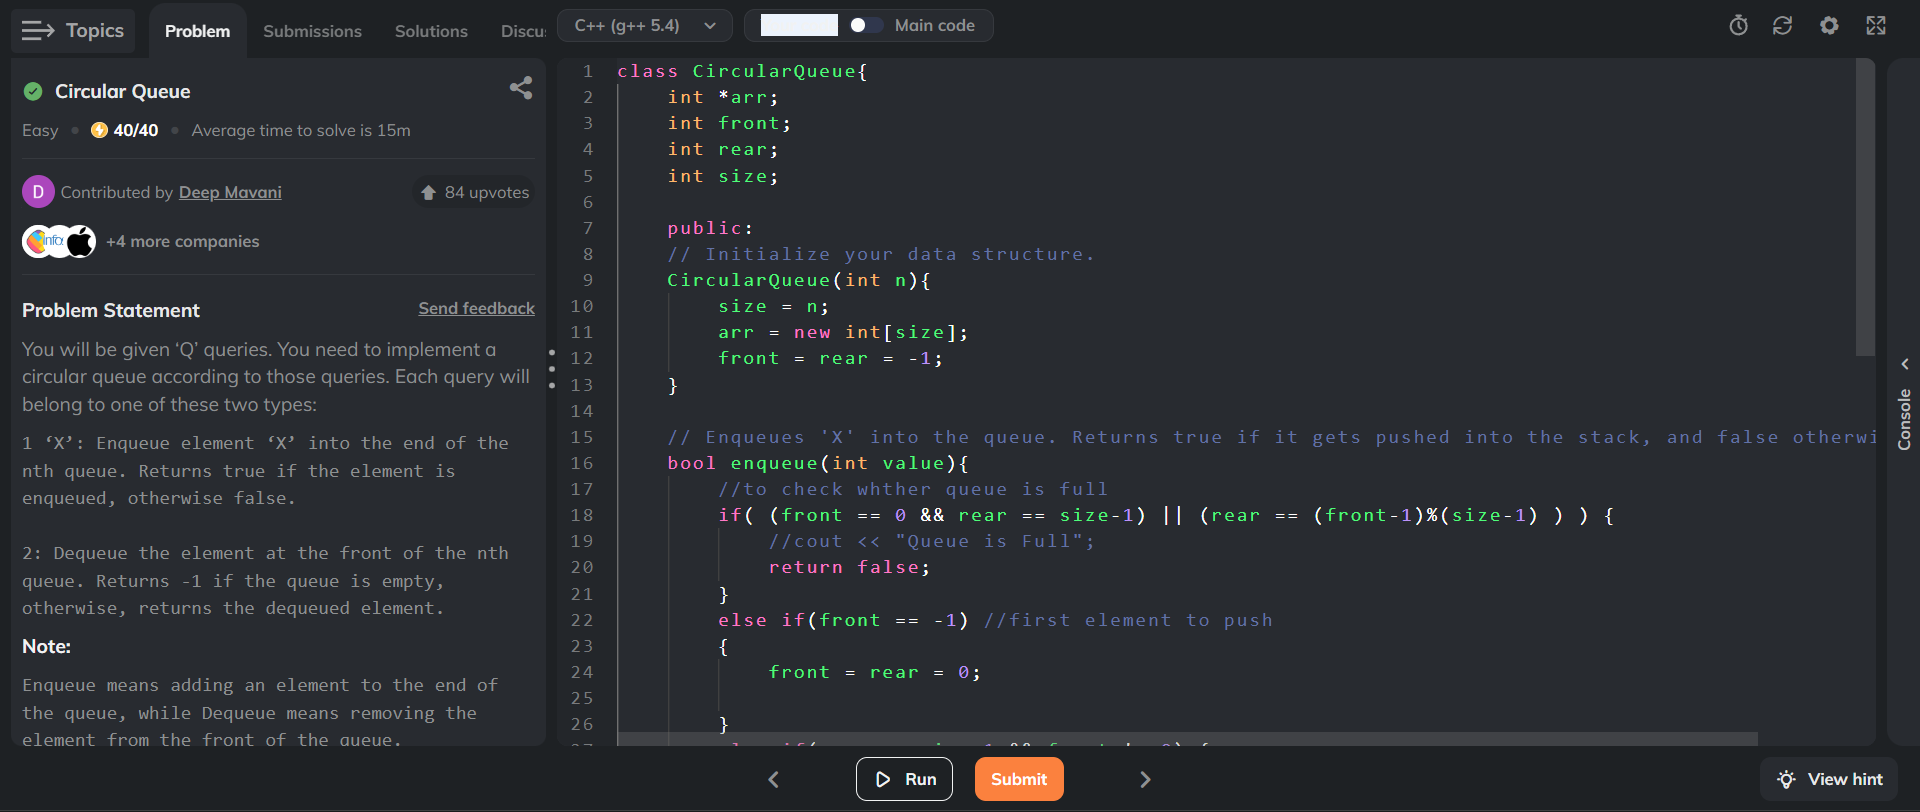 Topics
Problem
Submissions
Solutions
Discu
C++ (g++ 5.4)
Main code
Circular Queue
Easy • 40/40 • Average time to solve is 15m
D Contributed by Deep Mavani
84 upvotes
+4 more companies
Problem Statement
Send feedback
You will be given ‘Q’ queries. You need to implement a
circular queue according to those queries. Each query will
belong to one of these two types:
1 ‘X’: Enqueue element ‘X’ into the end of the
nth queue. Returns true if the element is
enqueued, otherwise false.
2: Dequeue the element at the front of the nth
queue. Returns -1 if the queue is empty,
otherwise, returns the dequeued element.
Note:
Enqueue means adding an element to the end of
the queue, while Dequeue means removing the
element from the front of the queue.
1 class CircularQueue{
2 int *arr;
3 int front;
4 int rear;
5 int size;
6
7 public:
8 // Initialize your data structure.
9 CircularQueue(int n){
10 size = n;
11 arr = new int[size];
12 front = rear = -1;
13 }
14
15 // Enqueues 'X' into the queue. Returns true if it gets pushed into the stack, and false otherwi
16 bool enqueue(int value){
17 //to check whther queue is full
18 if( (front == 0 && rear == size-1) || (rear == (front-1)%(size-1) ) ) {
19 //cout << "Queue is Full";
20 return false;
21 }
22 else if(front == -1) //first element to push
23 {
24 front = rear = 0;
25
26 }
Console
Run
Submit
View hint